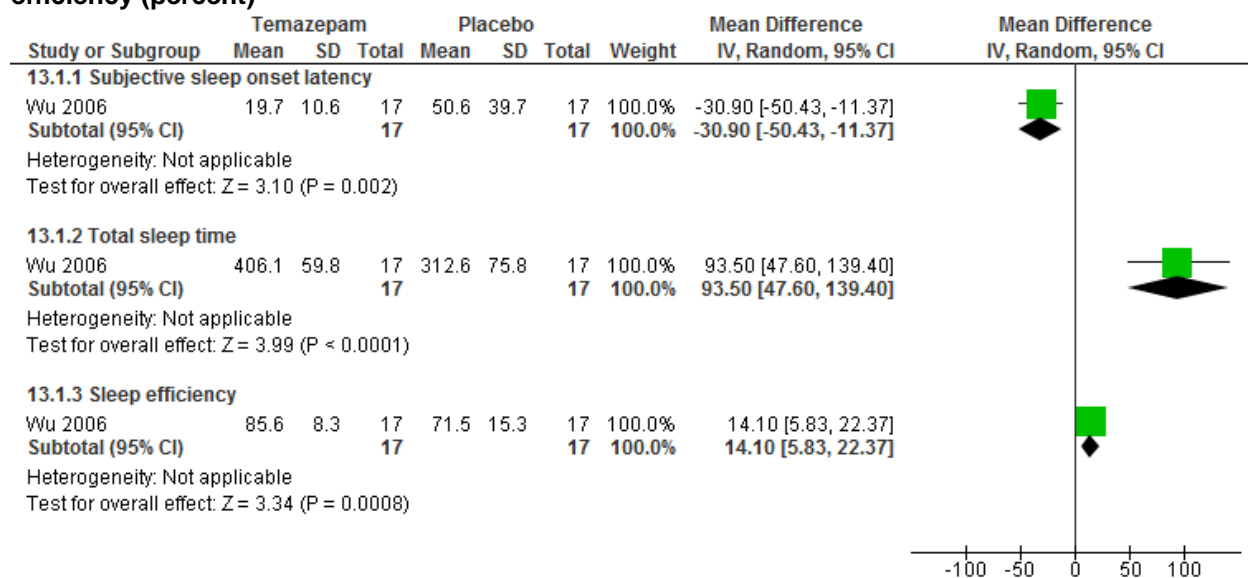 efficiency (percent)
Temazepam Placebo Mean Difference Mean Difference
Study or Subgroup Mean SD Total Mean SD Total Weight IV, Random, 95% CI IV, Random, 95% CI
13.1.1 Subjective sleep onset latency
Wu 2006 19.7 10.6 17 50.6 39.7 17 100.0% -30.90 [-50.43, -11.37]
Subtotal (95% CI) 17 17 100.0% -30.90 [-50.43, -11.37]
Heterogeneity: Not applicable
Test for overall effect: Z = 3.10 (P = 0.002)
13.1.2 Total sleep time
Wu 2006 406.1 59.8 17 312.6 75.8 17 100.0% 93.50 [47.60, 139.40]
Subtotal (95% CI) 17 17 100.0% 93.50 [47.60, 139.40]
Heterogeneity: Not applicable
Test for overall effect: Z = 3.99 (P < 0.0001)
13.1.3 Sleep efficiency
Wu 2006 85.6 8.3 17 71.5 15.3 17 100.0% 14.10 [5.83, 22.37]
Subtotal (95% CI) 17 17 100.0% 14.10 [5.83, 22.37]
Heterogeneity: Not applicable
Test for overall effect: Z = 3.34 (P = 0.0008)
-100 -50 0 50 100